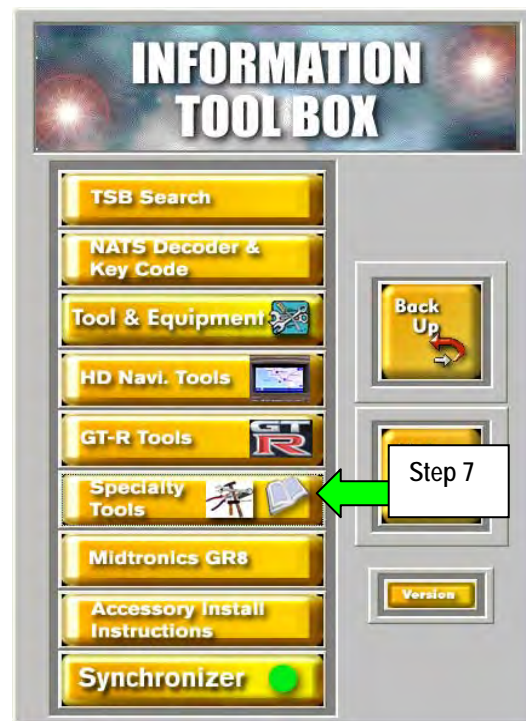 INFORMATION
TOOL BOX
TSB Search
NATS Decoder &
Key Code
Tool & Equipment
HD Navi. Tools
GT-R Tools
GT
R
Specialty
Tools
Midtronics GR8
Accessory Install
Instructions
Synchronizer
Back
Up
Step 7
Version